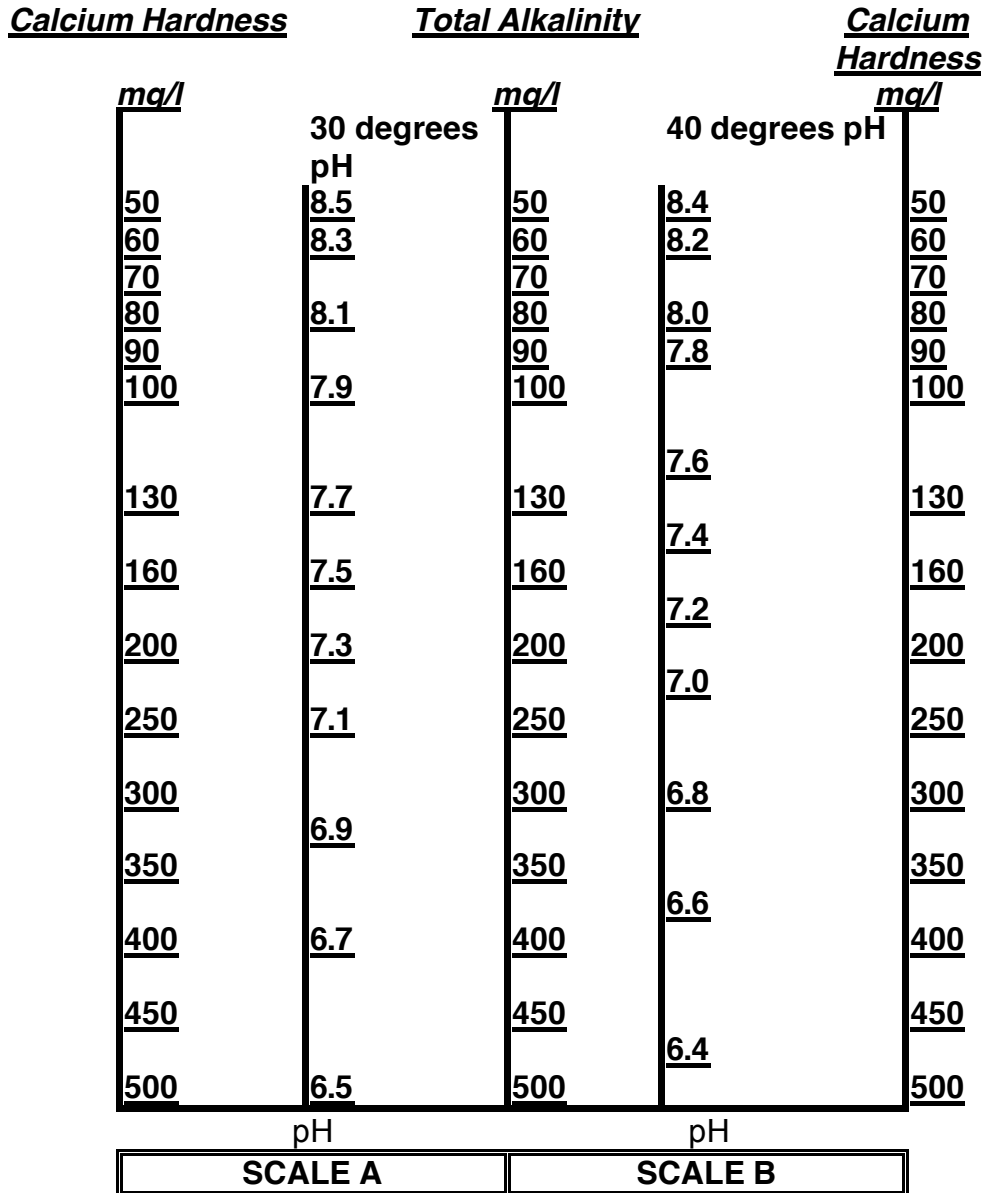 Calcium Hardness Total Alkalinity Calcium
Hardness
mg/l mg/l mg/l
30 degrees 40 degrees pH
pH
50 8.5 50 8.4 50
60 8.3 60 8.2 60
70 70 70
80 8.1 80 8.0 80
90 90 7.8 90
100 7.9 100 100
7.6
130 7.7 130 130
7.4
160 7.5 160 160
7.2
200 7.3 200 200
7.0
250 7.1 250 250
300 300 6.8 300
6.9
350 350 350
6.6
400 6.7 400 400
450 450 450
6.4
500 6.5 500 500
pH pH
SCALE A SCALE B